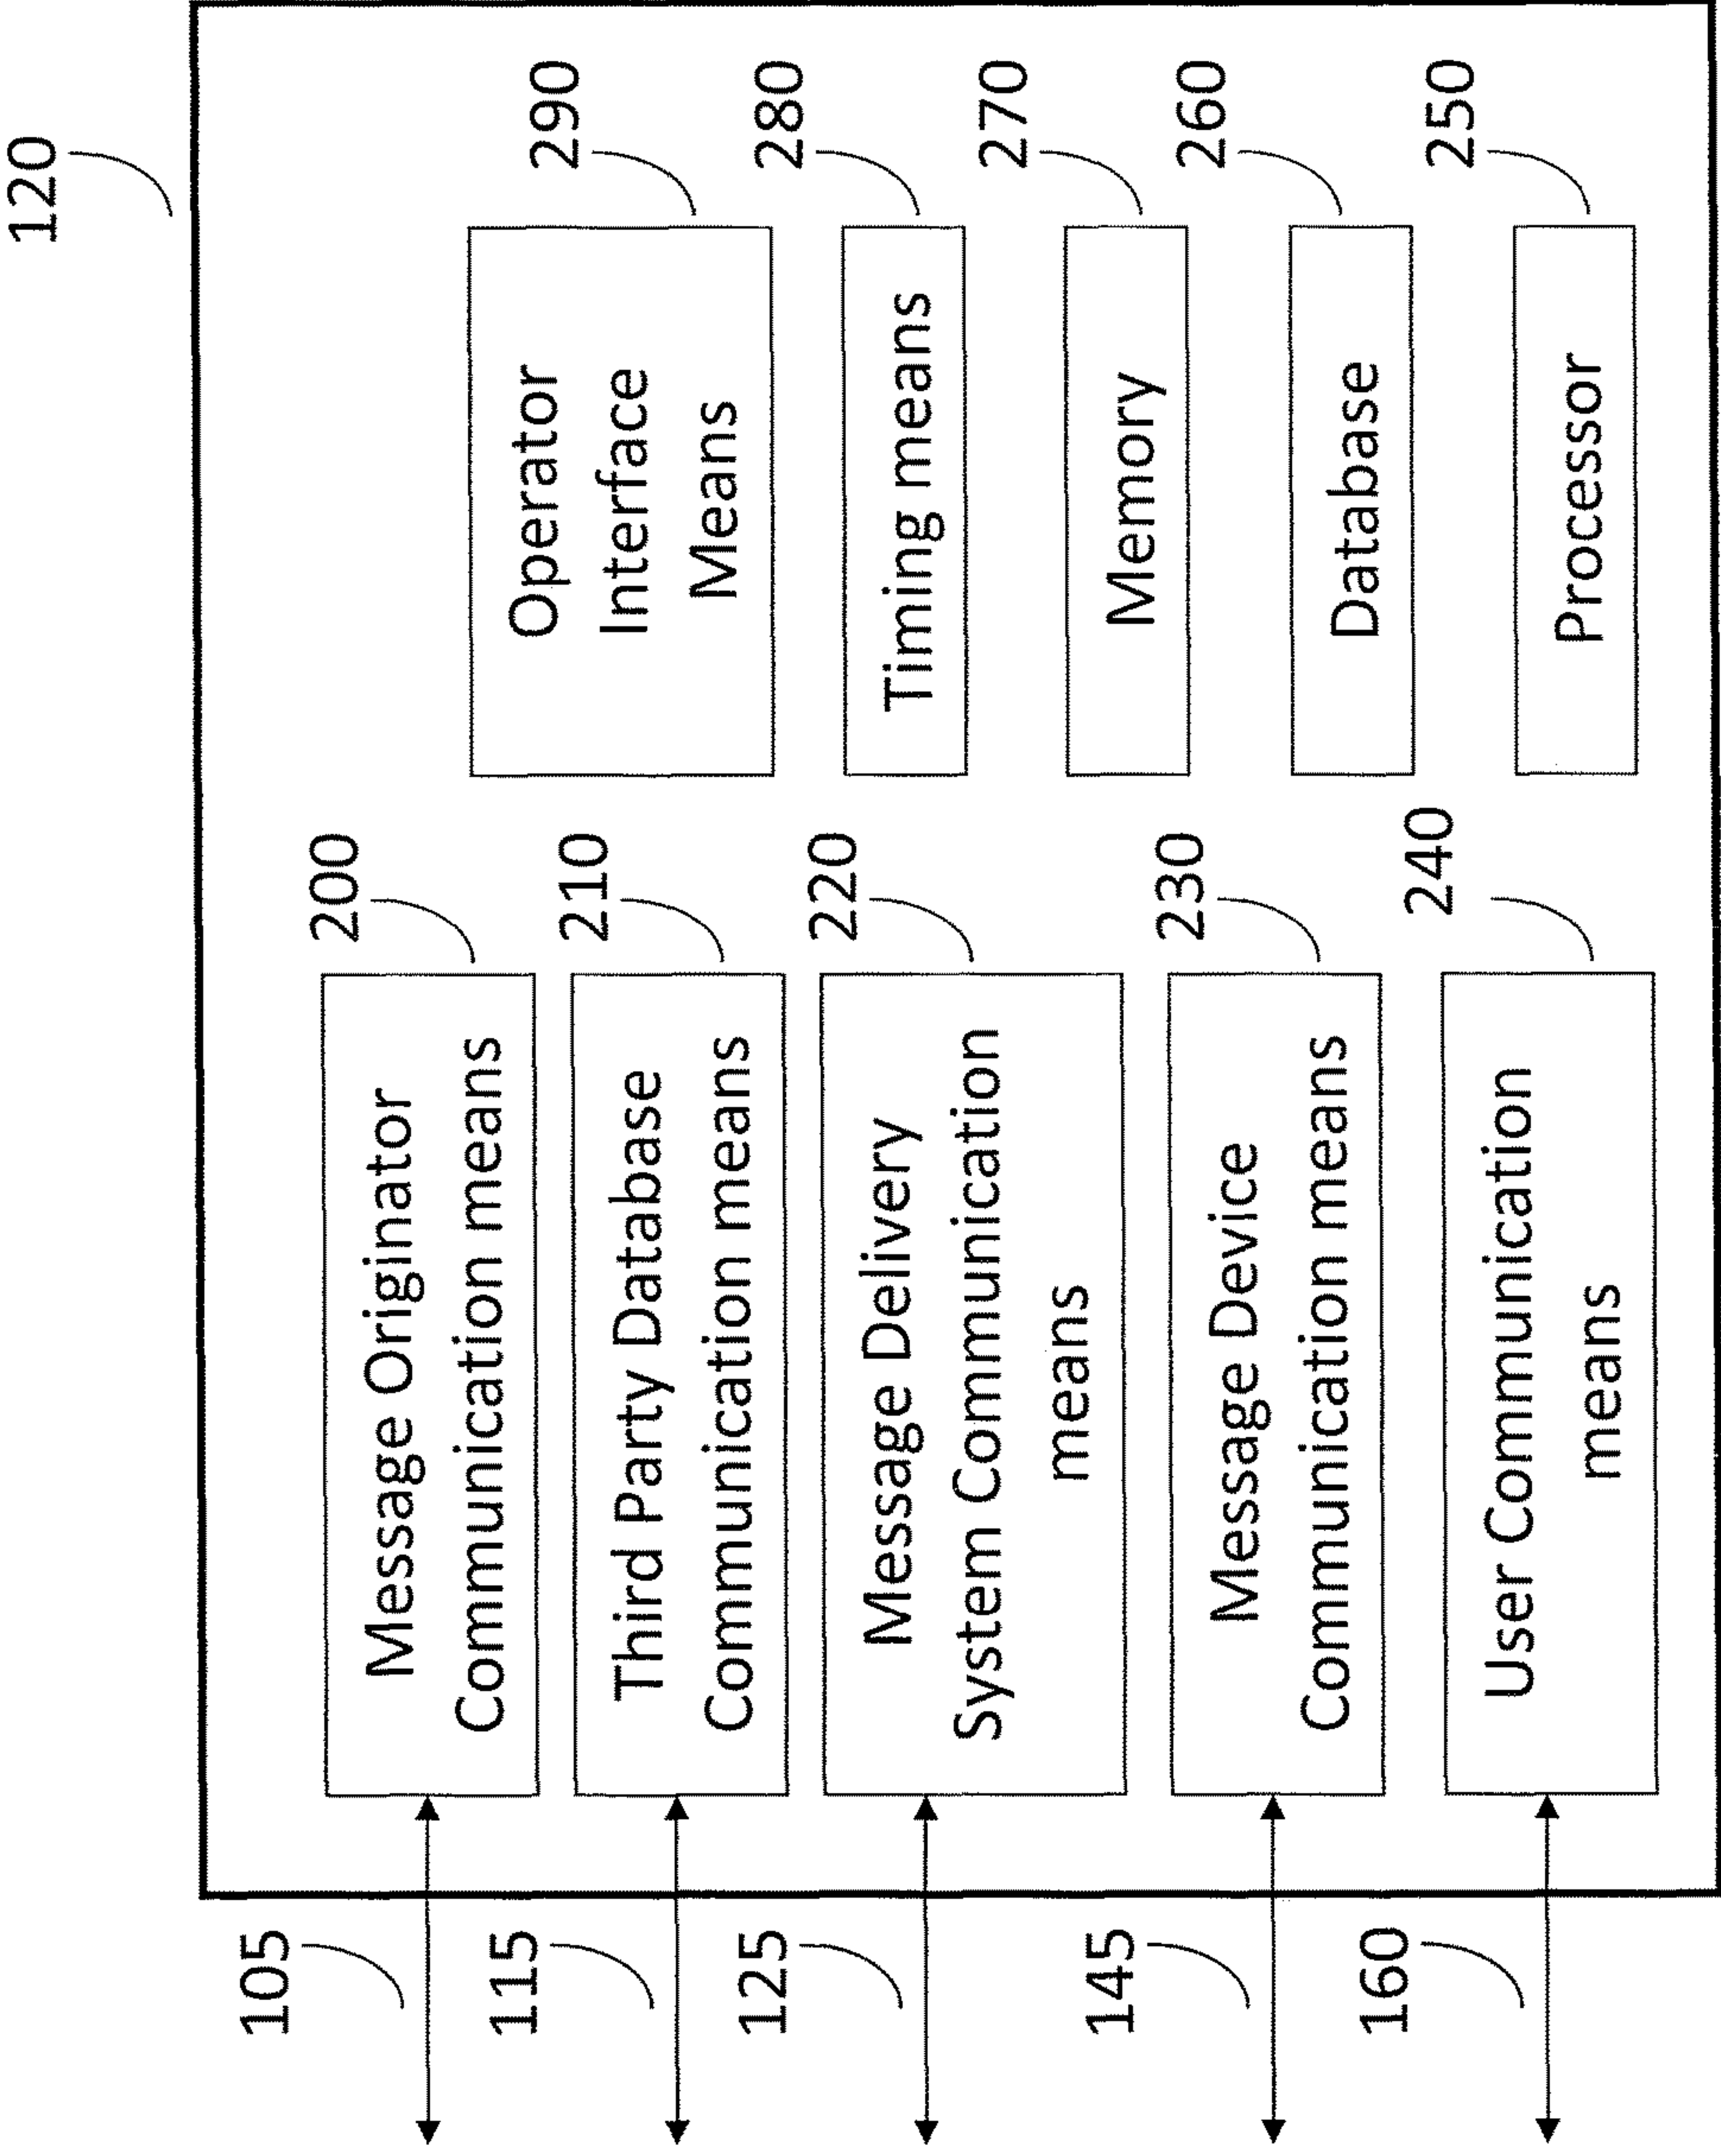 120
200
Message Originator
Communication means
105
210
Third Party Database
Communication means
115
220
Message Delivery
System Communication
means
125
230
Message Device
Communication means
145
240
User Communication
means
160
290
Operator
Interface
Means
280
Timing means
270
Memory
260
Database
250
Processor